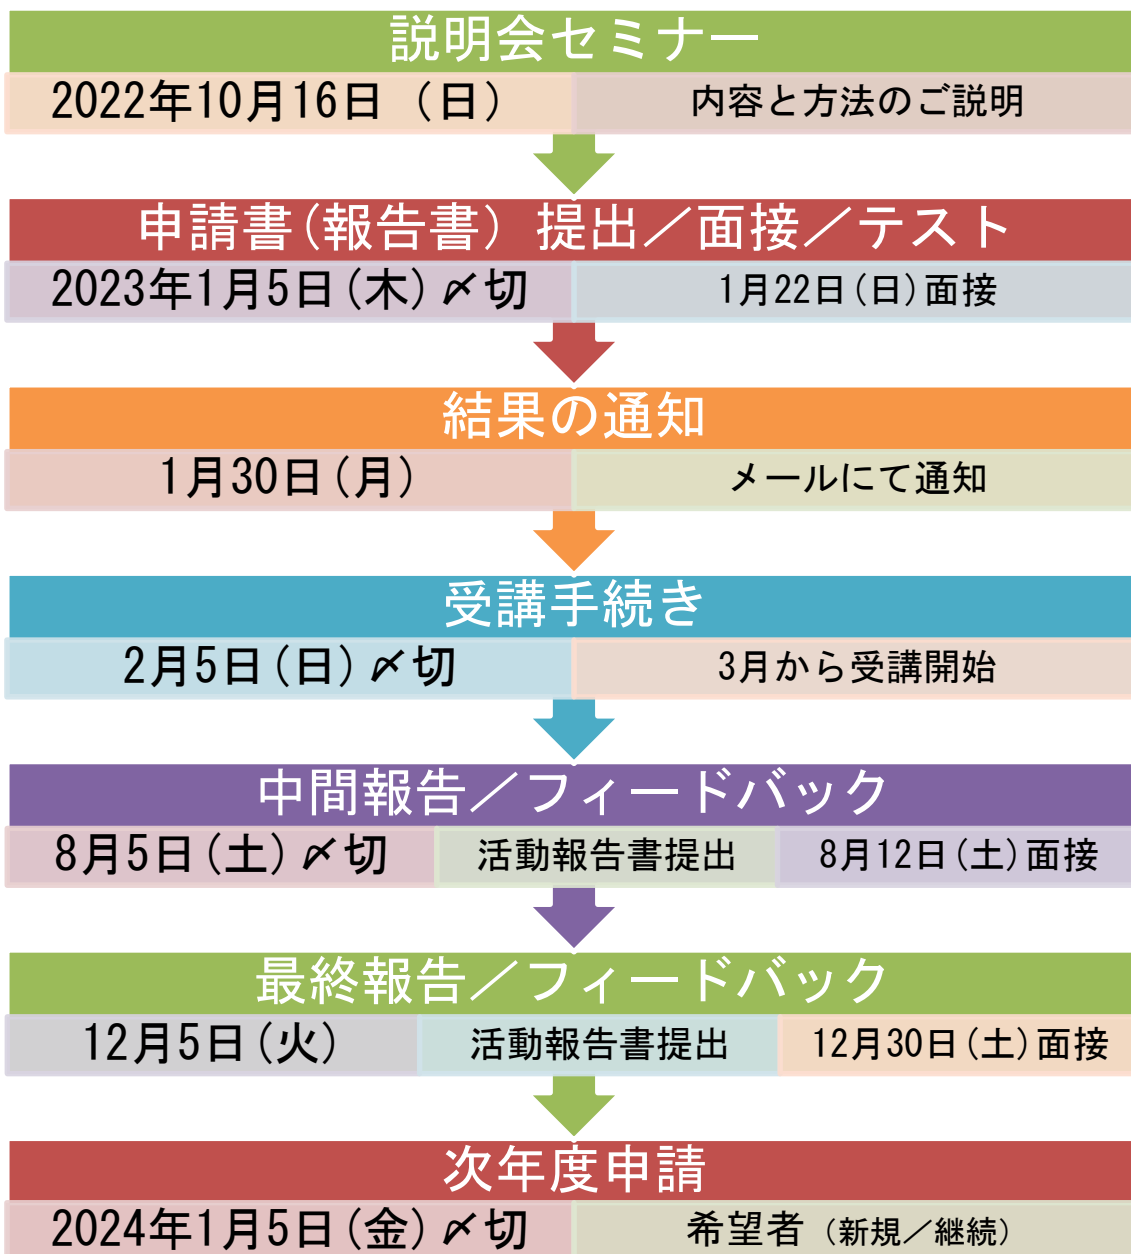 説明会セミナー
2022年10月16日（日） 内容と方法のご説明
申請書(報告書）提出／面接／テスト
2023年1月5日(木)〆切 1月22日(日)面接
結果の通知
1月30日(月) メールにて通知
受講手続き
2月5日(日)〆切 3月から受講開始
中間報告／フィードバック
8月5日(土)〆切 活動報告書提出 8月12日(土)面接
最終報告／フィードバック
12月5日(火) 活動報告書提出 12月30日(土)面接
次年度申請
2024年1月5日(金)〆切 希望者（新規／継続）